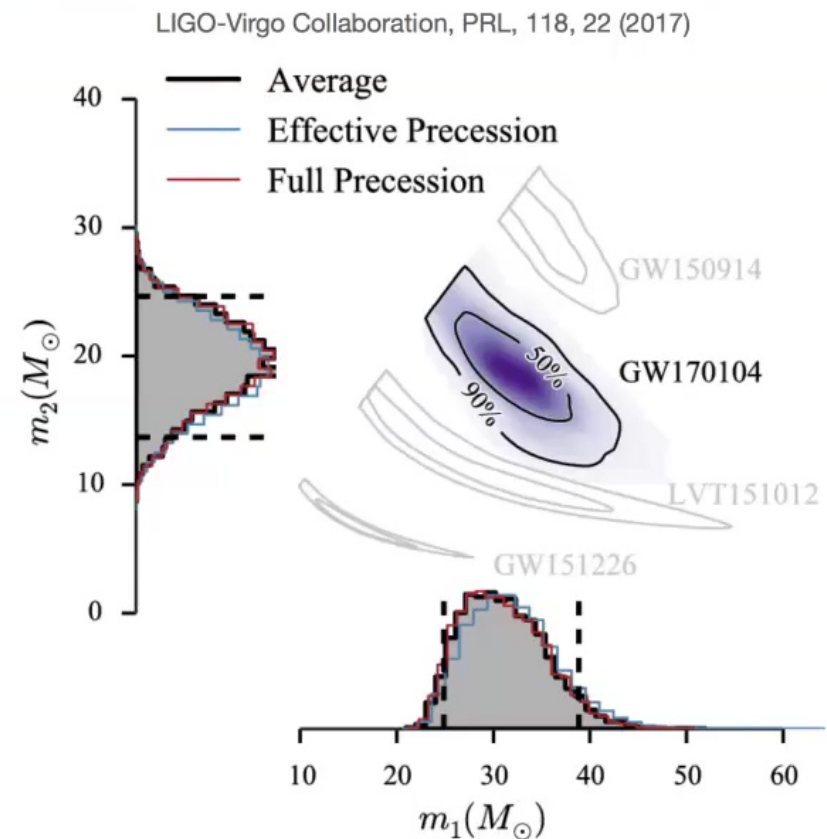 LIGO-Virgo Collaboration, PRL, 118, 22 (2017)
Average
Effective Precession
Full Precession
40
30
20
10
0
m₂(M☉)
GW150914
GW170104
50%
90%
LVT151012
GW151226
10 20 30 40 50 60
m₁(M☉)